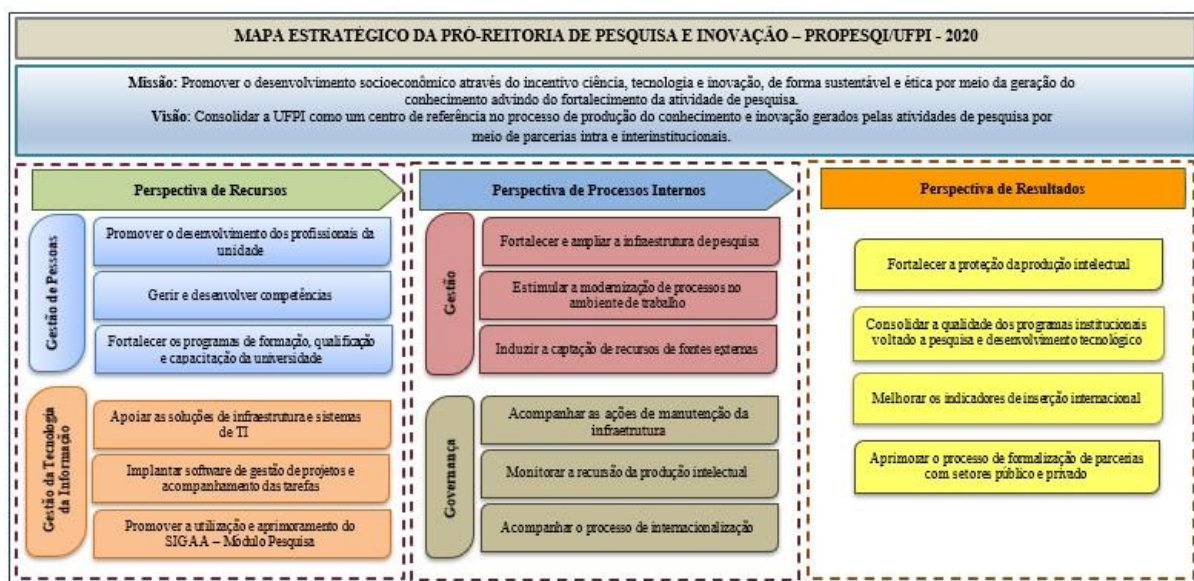 MAPA ESTRATÉGICO DA PRÓ-REITORIA DE PESQUISA E INOVAÇÃO – PROPESQI/UFPI - 2020
Missão: Promover o desenvolvimento socioeconômico através do incentivo ciência, tecnologia e inovação, de forma sustentável e ética por meio da geração do
conhecimento advindo do fortalecimento da atividade de pesquisa.
Visão: Consolidar a UFPI como um centro de referência no processo de produção do conhecimento e inovação gerados pelas atividades de pesquisa por
meio de parcerias intra e interinstitucionais.
Perspectiva de Recursos
Gestão de Pessoas
Promover o desenvolvimento dos profissionais da
unidade
Gerir e desenvolver competências
Fortalecer os programas de formação, qualificação
e capacitação da universidade
Gestão da Tecnologia
da Informação
Apoiar as soluções de infraestrutura e sistemas
de TI
Implantar software de gestão de projetos e
acompanhamento das tarefas
Promover a utilização e aprimoramento do
SIGAA – Módulo Pesquisa
Perspectiva de Processos Internos
Gestão
Fortalecer e ampliar a infraestrutura de pesquisa
Estimular a modernização de processos no
ambiente de trabalho
Induzir a captação de recursos de fontes externas
Governança
Acompanhar as ações de manutenção da
infraetrutura
Monitorar a recursão da produção intelectual
Acompanhar o processo de internacionalização
Perspectiva de Resultados
Fortalecer a proteção da produção intelectual
Consolidar a qualidade dos programas institucionais
voltado a pesquisa e desenvolvimento tecnológico
Melhorar os indicadores de inserção internacional
Aprimorar o processo de formalização de parcerias
com setores público e privado